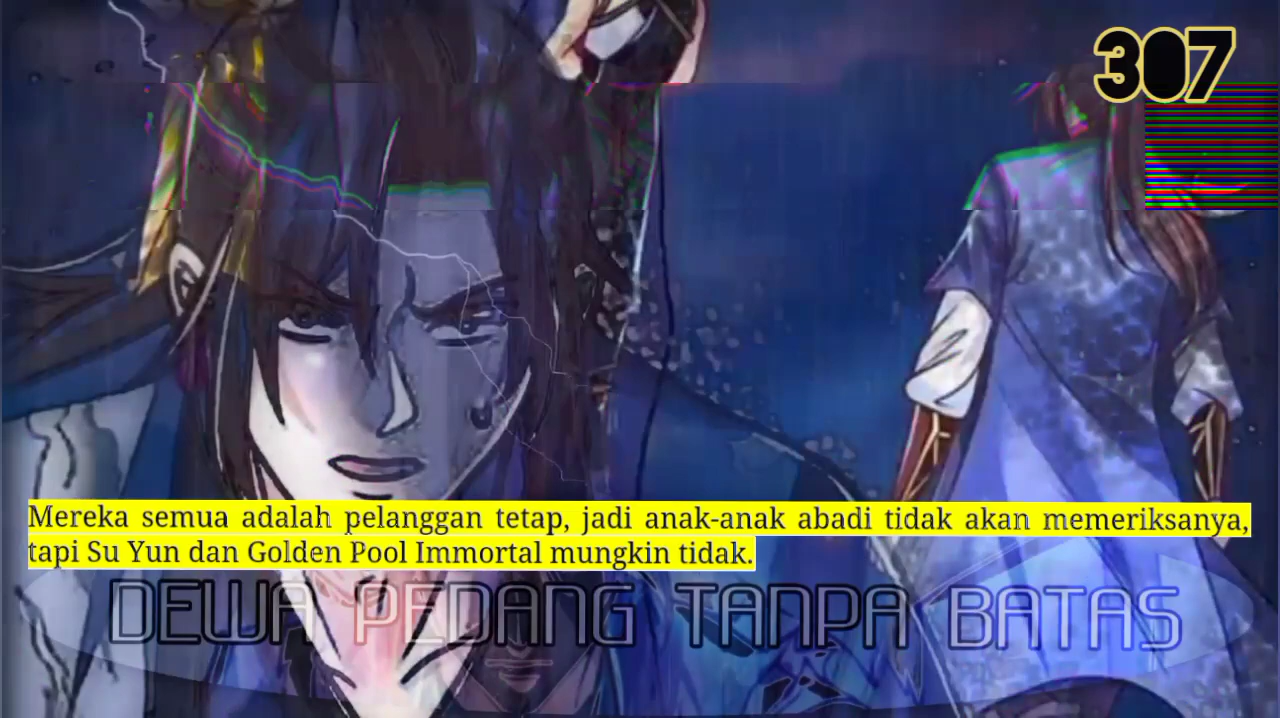 307
Mereka semua adalah pelanggan tetap, jadi anak-anak abadi tidak akan memeriksanya,
tapi Su Yun dan Golden Pool Immortal mungkin tidak.
DEWA PEDANG TANPA BATAS